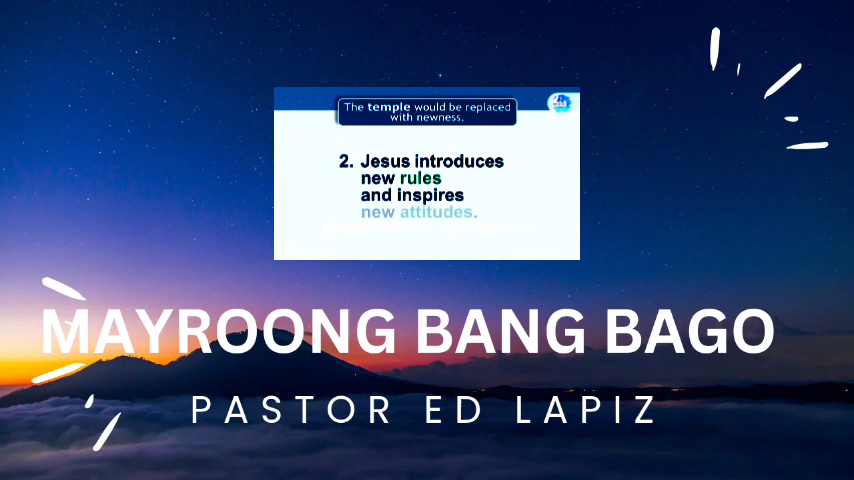 The temple would be replaced
with newness.
2. Jesus introduces
new rules
and inspires
new attitudes.
MAYROONG BANG BAGO
PASTOR ED LAPIZ